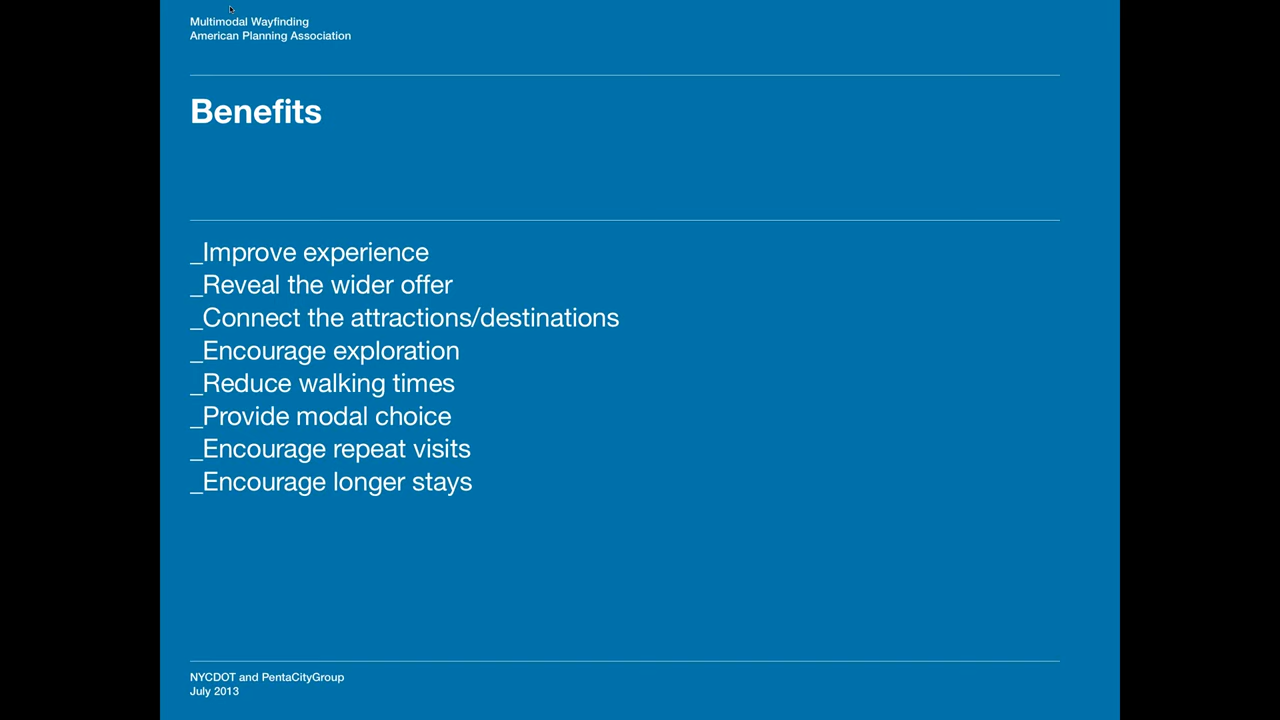 Multimodal Wayfinding
American Planning Association
Benefits
_Improve experience
_Reveal the wider offer
_Connect the attractions/destinations
_Encourage exploration
_Reduce walking times
_Provide modal choice
_Encourage repeat visits
_Encourage longer stays
NYCDOT and PentaCityGroup
July 2013